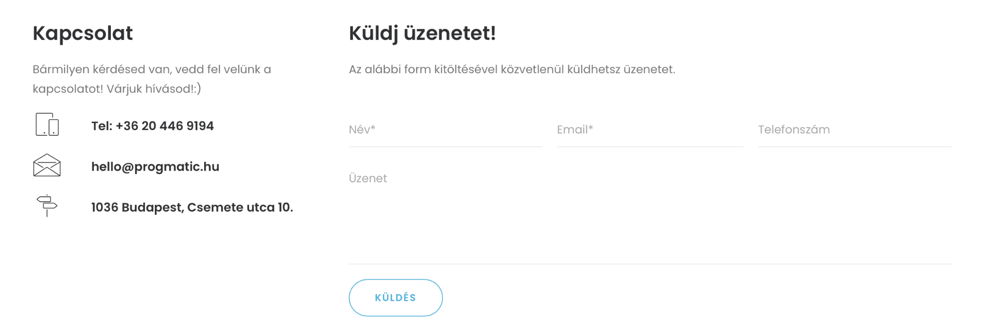 Kapcsolat
Bármilyen kérdésed van, vedd fel velünk a
kapcsolatot! Várjuk hívásod!:)
Tel: +36 20 446 9194
hello@progmatic.hu
1036 Budapest, Csemete utca 10.
Küldj üzenetet!
Az alábbi form kitöltésével közvetlenül küldhetsz üzenetet.
Név*
Email*
Telefonszám
Üzenet
KÜLDÉS